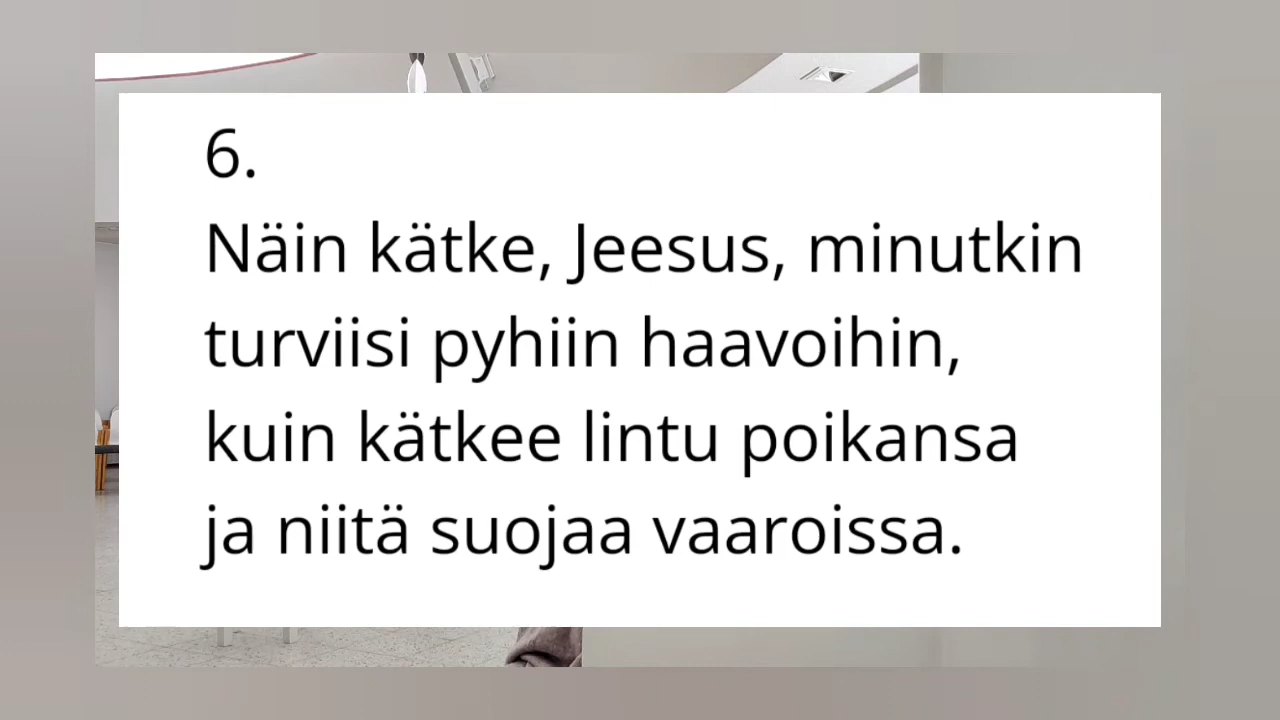 6.
Näin kätke, Jeesus, minutkin
turviisi pyhiin haavoihin,
kuin kätkee lintu poikansa
ja niitä suojaa vaaroissa.